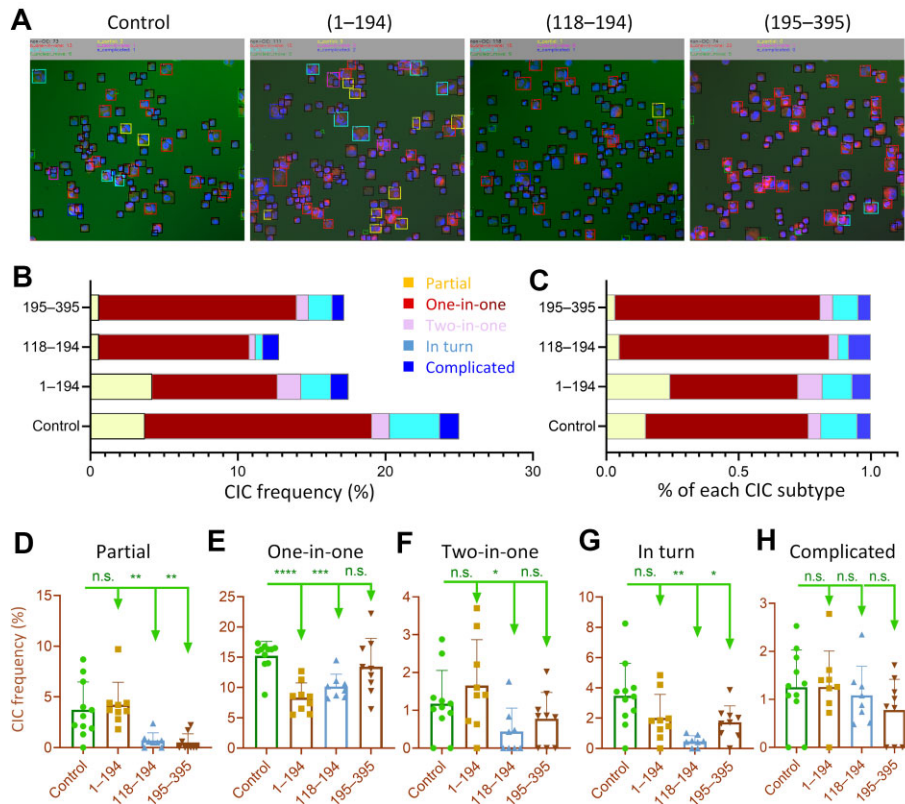 A
Control
(1–194)
(118–194)
(195–395)
B
195–395
118–194
1–194
Control
0
10
20
30
CIC frequency (%)
Partial
One-in-one
Two-in-one
In turn
Complicated
C
195–395
118–194
1–194
Control
0.0
0.5
1.0
% of each CIC subtype
D
Partial
n.s.
**
**
15
10
5
0
CIC frequency (%)
Control
1–194
118–194
195–395
E
One-in-one
****
***
n.s.
25
20
15
10
5
0
Control
1–194
118–194
195–395
F
Two-in-one
n.s.
*
n.s.
4
3
2
1
0
Control
1–194
118–194
195–395
G
In turn
n.s.
**
*
10
8
6
4
2
0
Control
1–194
118–194
195–395
H
Complicated
n.s.
n.s.
n.s.
3
2
1
0
Control
1–194
118–194
195–395